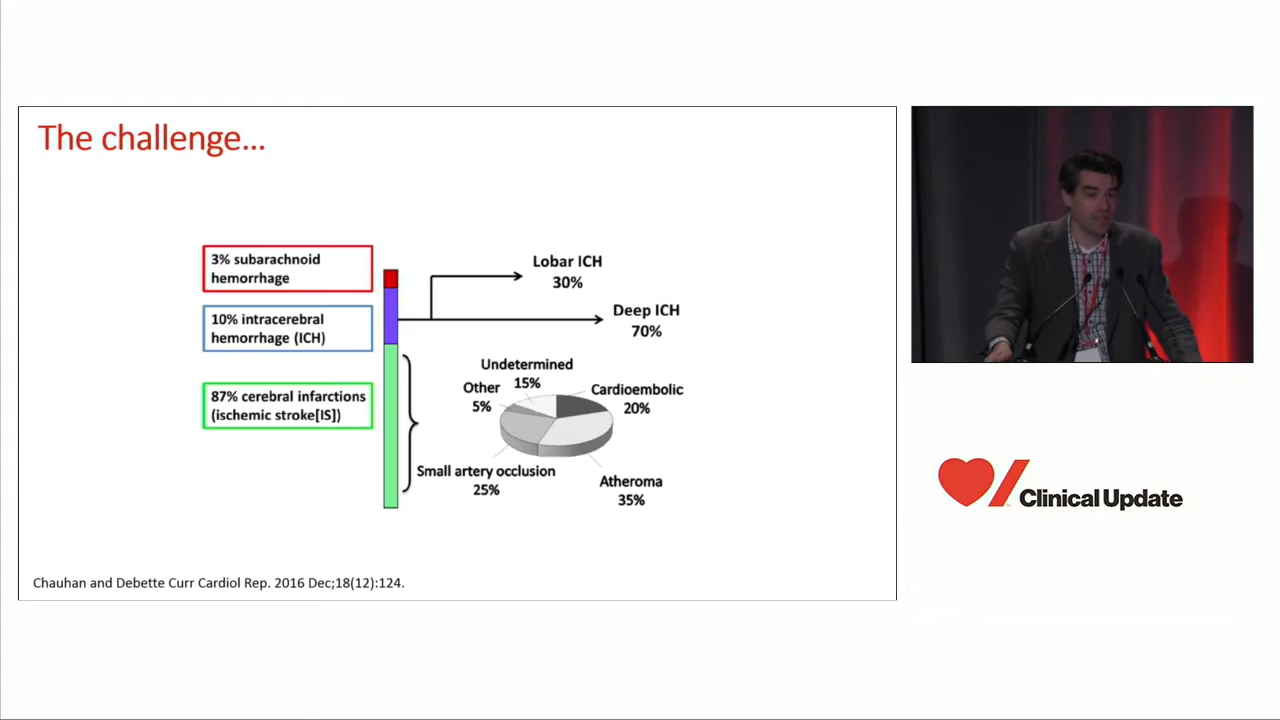 The challenge...
3% subarachnoid
hemorrhage
10% intracerebral
hemorrhage (ICH)
87% cerebral infarctions
(ischemic stroke[IS])
Lobar ICH
30%
Deep ICH
70%
Undetermined
15%
Other
5%
Cardioembolic
20%
Small artery occlusion
25%
Atheroma
35%
Chauhan and Debette Curr Cardiol Rep. 2016 Dec;18(12):124.
Clinical Update